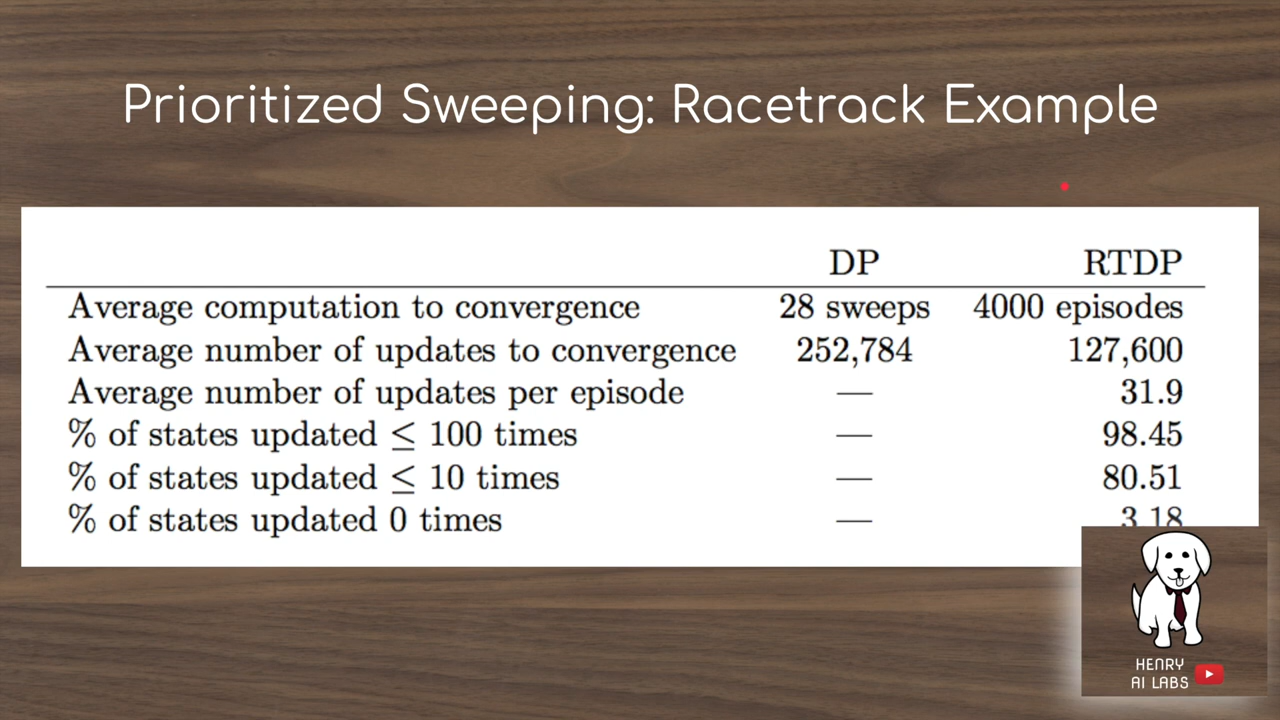 Prioritized Sweeping: Racetrack Example
DP RTDP
Average computation to convergence 28 sweeps 4000 episodes
Average number of updates to convergence 252,784 127,600
Average number of updates per episode — 31.9
% of states updated ≤ 100 times — 98.45
% of states updated ≤ 10 times — 80.51
% of states updated 0 times — 3.18
HENRY
AI LABS